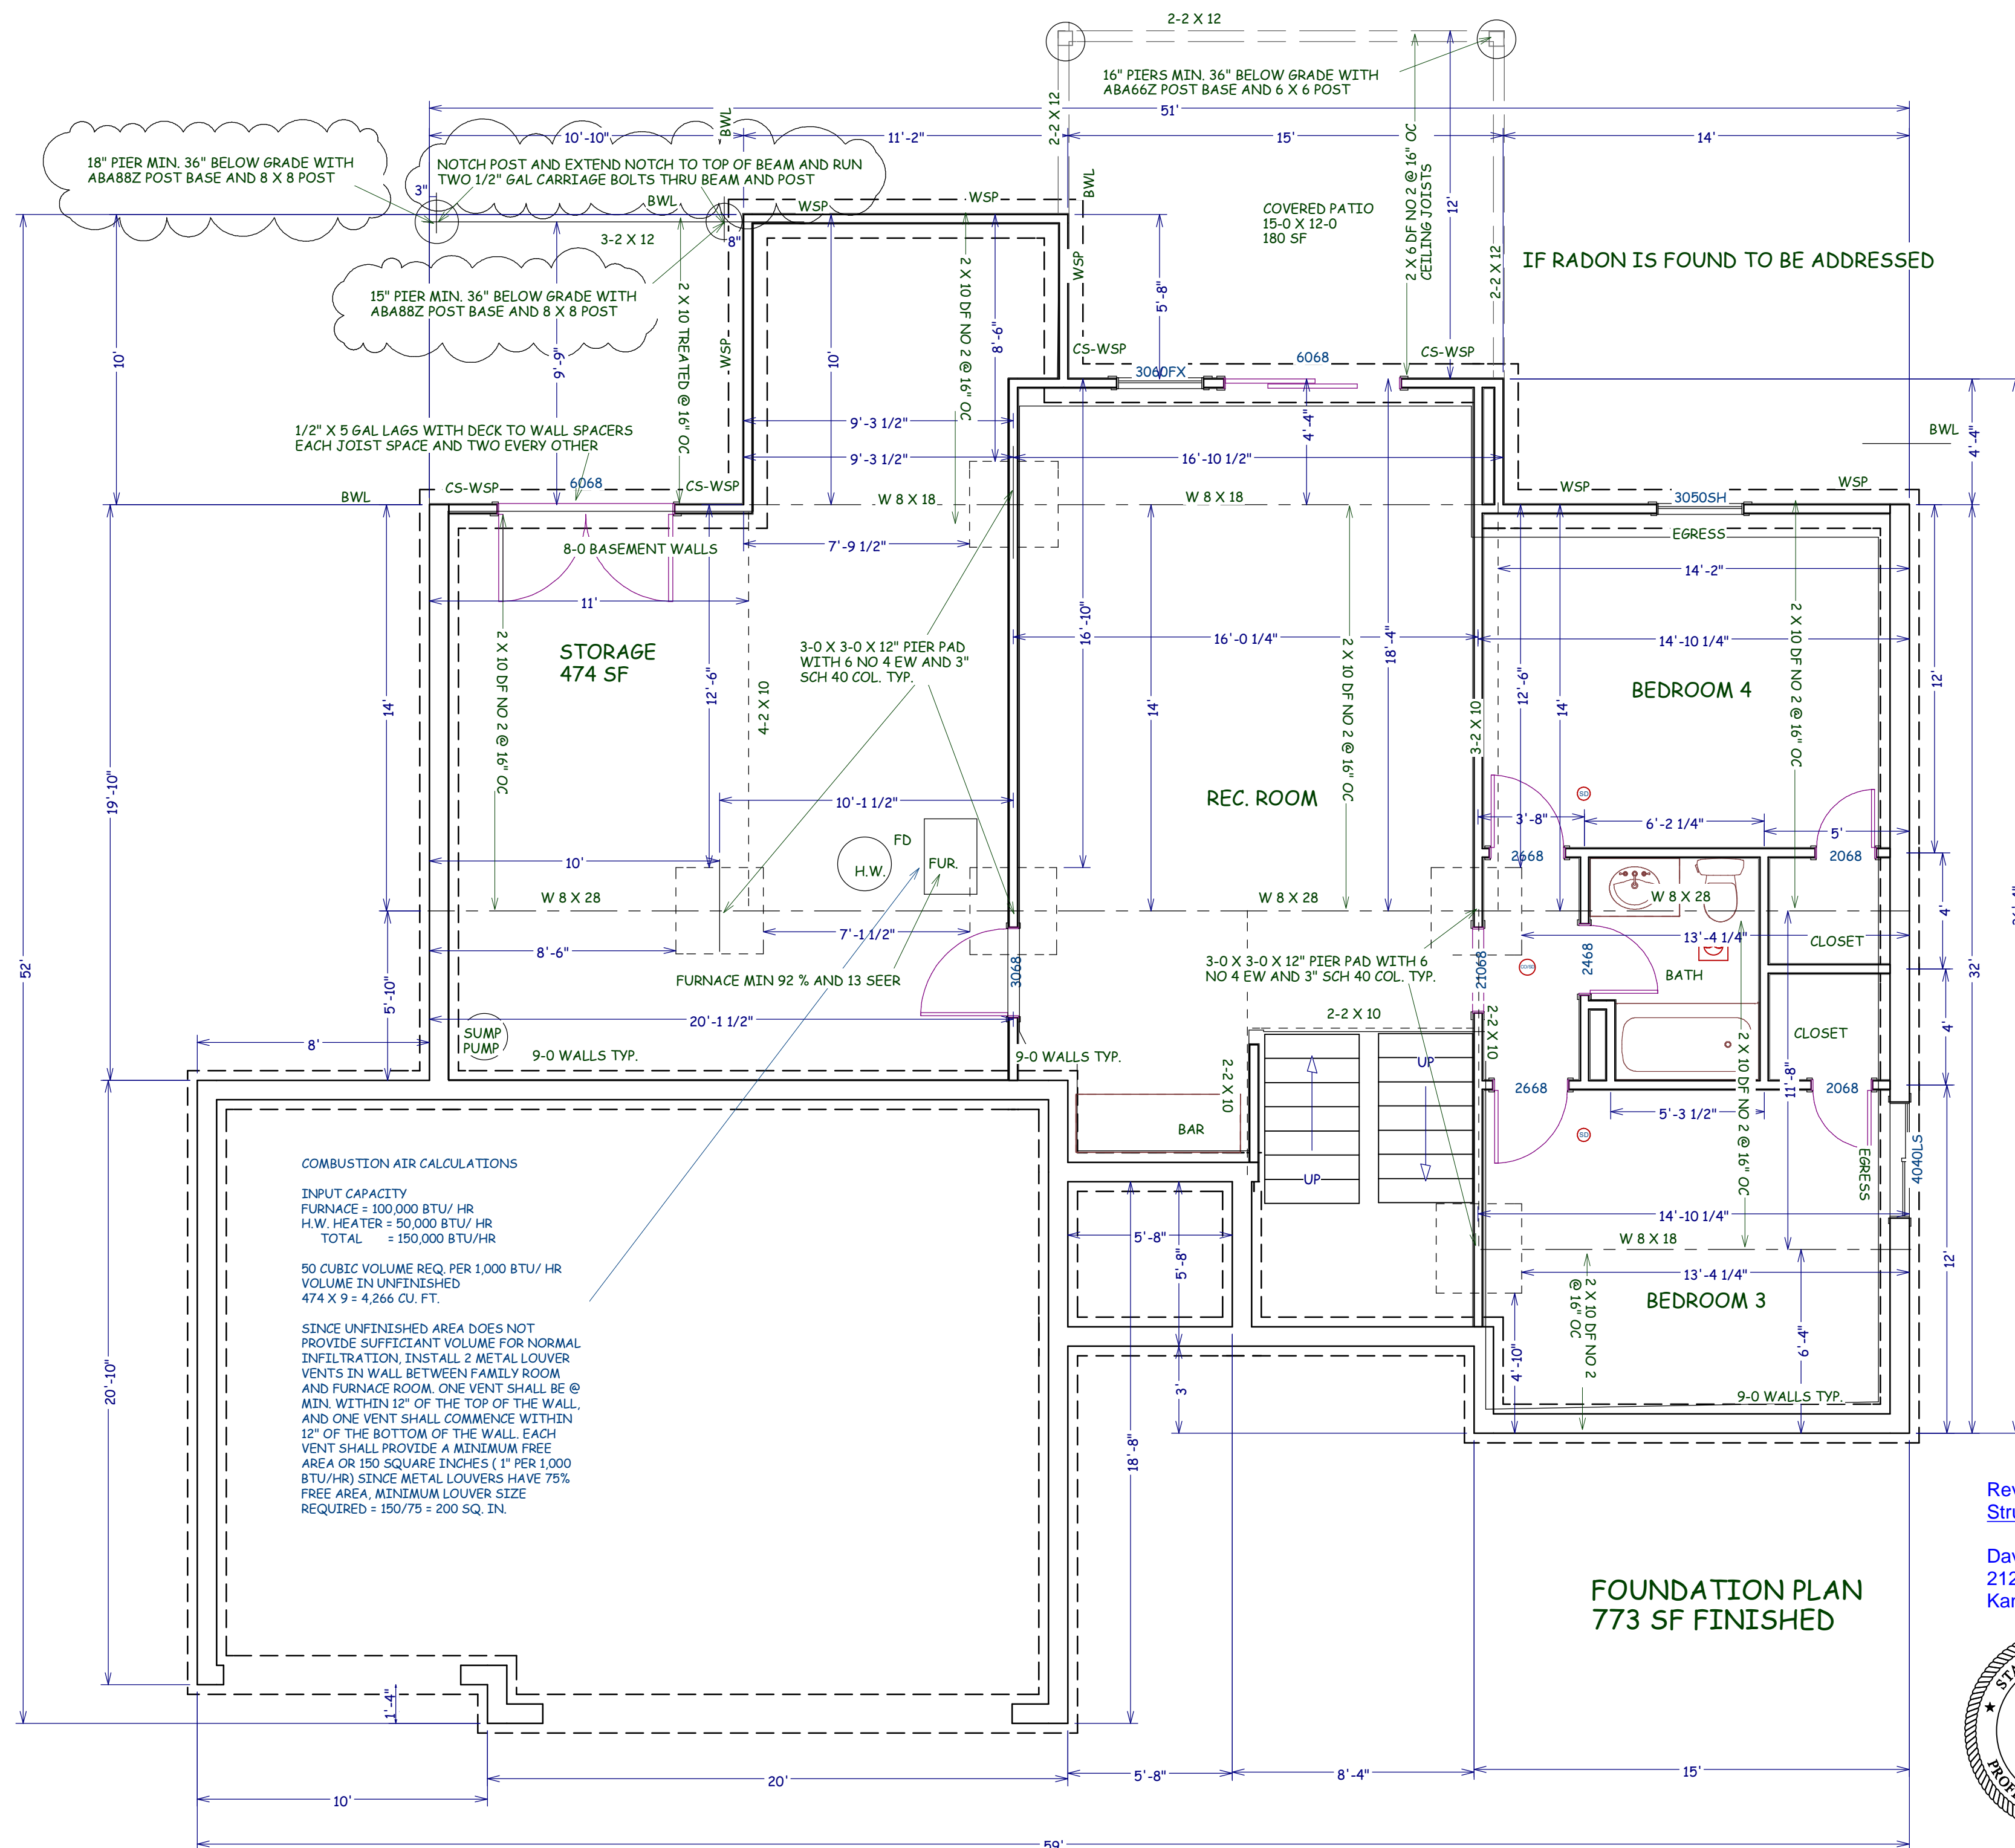 2-2 X 12
16" PIERS MIN. 36" BELOW GRADE WITH
ABA66Z POST BASE AND 6 X 6 POST
51'
10'-10"
BWL
11'-2"
2-2 X 12
15'
14'
18" PIER MIN. 36" BELOW GRADE WITH
ABA88Z POST BASE AND 8 X 8 POST
NOTCH POST AND EXTEND NOTCH TO TOP OF BEAM AND RUN
TWO 1/2" GAL CARRIAGE BOLTS THRU BEAM AND POST
3"
BWL
WSP
WSP
BWL
3-2 X 12
8"
COVERED PATIO
15-0 X 12-0
180 SF
2 X 6 DF NO 2 @ 16" OC
CEILING JOISTS
12'
2-2 X 12
IF RADON IS FOUND TO BE ADDRESSED
15" PIER MIN. 36" BELOW GRADE WITH
ABA88Z POST BASE AND 8 X 8 POST
10'
9'-9"
2 X 10 TREATED @ 16" OC
WSP
10'
2 X 10 DF NO 2 @ 16" OC
8'-6"
WSP
5'-8"
CS-WSP
3060FX
6068
CS-WSP
1/2" X 5 GAL LAGS WITH DECK TO WALL SPACERS
EACH JOIST SPACE AND TWO EVERY OTHER
9'-3 1/2"
9'-3 1/2"
16'-10 1/2"
4'-4"
BWL
4'-4"
BWL
CS-WSP
6068
CS-WSP
W 8 X 18
W 8 X 18
WSP
3050SH
WSP
EGRESS
8-0 BASEMENT WALLS
7'-9 1/2"
14'-2"
11'
STORAGE
474 SF
3-0 X 3-0 X 12" PIER PAD
WITH 6 NO 4 EW AND 3"
SCH 40 COL. TYP.
16'-10"
16'-0 1/4"
18'-4"
14'-10 1/4"
BEDROOM 4
2 X 10 DF NO 2 @ 16" OC
12'-6"
4-2 X 10
14'
14'
2 X 10 DF NO 2 @ 16" OC
3-2 X 10
12'-6"
14'
2 X 10 DF NO 2 @ 16" OC
12'
19'-10"
10'-1 1/2"
REC. ROOM
SD
3'-8"
6'-2 1/4"
5'
10'
FD
H.W.
FUR.
2668
2068
W 8 X 28
W 8 X 28
W 8 X 28
4'
8'-6"
7'-1 1/2"
13'-4 1/4"
CLOSET
52'
FURNACE MIN 92 % AND 13 SEER
3068
3-0 X 3-0 X 12" PIER PAD WITH 6
NO 4 EW AND 3" SCH 40 COL. TYP.
21068
2468
BATH
32'
5'-10"
20'-1 1/2"
2-2 X 10
2-2 X 10
CLOSET
4'
8'
SUMP
PUMP
9-0 WALLS TYP.
9-0 WALLS TYP.
2-2 X 10
UP
2668
2 X 10 DF NO 2 @ 16" OC
11'-8"
2068
5'-3 1/2"
BAR
SD
EGRESS
4040LS
UP
COMBUSTION AIR CALCULATIONS
INPUT CAPACITY
FURNACE = 100,000 BTU/ HR
H.W. HEATER = 50,000 BTU/ HR
TOTAL = 150,000 BTU/HR
50 CUBIC VOLUME REQ. PER 1,000 BTU/ HR
VOLUME IN UNFINISHED
474 X 9 = 4,266 CU. FT.
SINCE UNFINISHED AREA DOES NOT
PROVIDE SUFFICIANT VOLUME FOR NORMAL
INFILTRATION, INSTALL 2 METAL LOUVER
VENTS IN WALL BETWEEN FAMILY ROOM
AND FURNACE ROOM. ONE VENT SHALL BE @
MIN. WITHIN 12" OF THE TOP OF THE WALL,
AND ONE VENT SHALL COMMENCE WITHIN
12" OF THE BOTTOM OF THE WALL. EACH
VENT SHALL PROVIDE A MINIMUM FREE
AREA OR 150 SQUARE INCHES ( 1" PER 1,000
BTU/HR) SINCE METAL LOUVERS HAVE 75%
FREE AREA, MINIMUM LOUVER SIZE
REQUIRED = 150/75 = 200 SQ. IN.
5'-8"
5'-8"
14'-10 1/4"
W 8 X 18
13'-4 1/4"
BEDROOM 3
2 X 10 DF NO 2
@ 16" OC
12'
4'-10"
6'-4"
20'-10"
3'
9-0 WALLS TYP.
18'-8"
Rev
Stru
Dav
212
Kan
FOUNDATION PLAN
773 SF FINISHED
STA
PROF
1'-4"
20'
5'-8"
8'-4"
15'
10'
59'